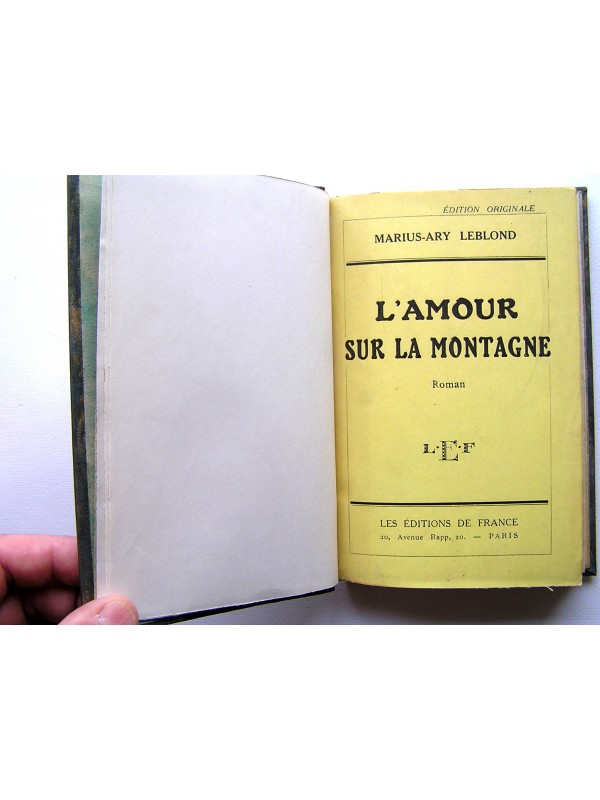 ÉDITION ORIGINALE
MARIUS-ARY LEBLOND
L'AMOUR
SUR LA MONTAGNE
Roman
L·E·F
LES ÉDITIONS DE FRANCE
20, Avenue Rapp, 20. — PARIS